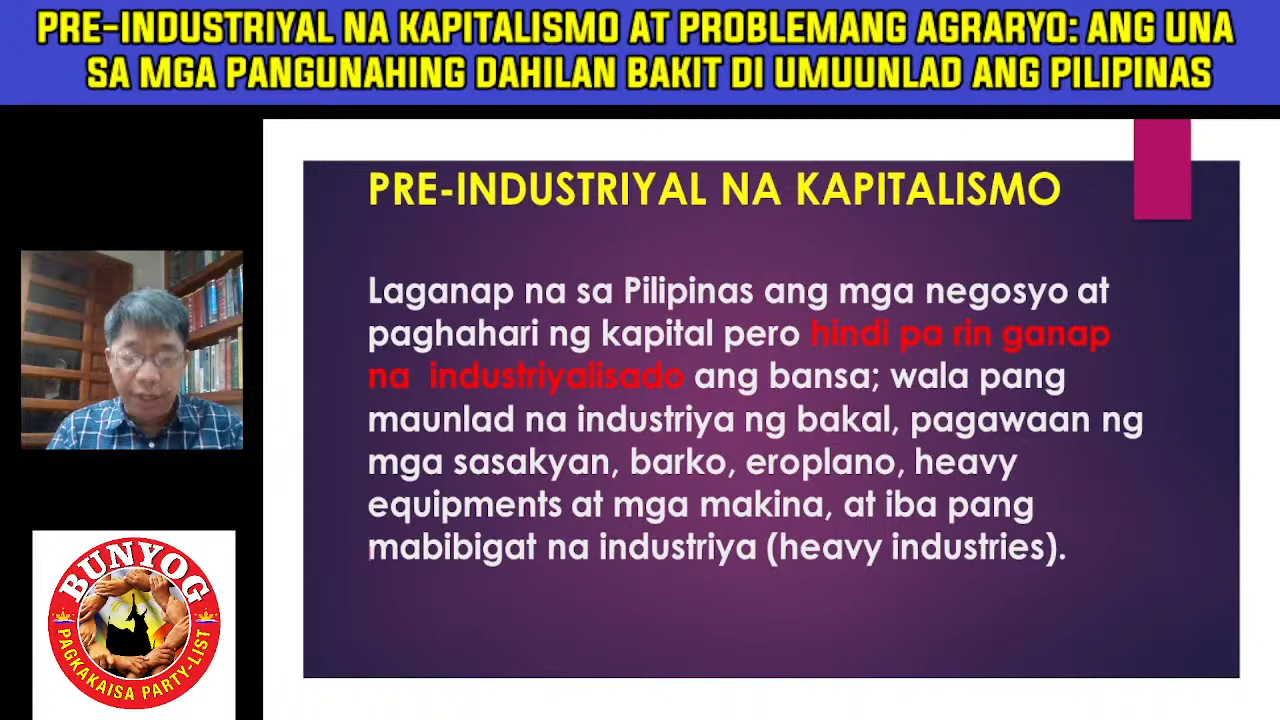 PRE-INDUSTRIYAL NA KAPITALISMO AT PROBLEMANG AGRARYO: ANG UNA
SA MGA PANGUNAHING DAHILAN BAKIT DI UMUUNLAD ANG PILIPINAS
PRE-INDUSTRIYAL NA KAPITALISMO
Laganap na sa Pilipinas ang mga negosyo at
paghahari ng kapital pero hindi pa rin ganap
na industriyalisado ang bansa; wala pang
maunlad na industriya ng bakal, pagawaan ng
mga sasakyan, barko, eroplano, heavy
equipments at mga makina, at iba pang
mabibigat na industriya (heavy industries).
BUNYOG
PAGKAKAISA PARTY-LIST